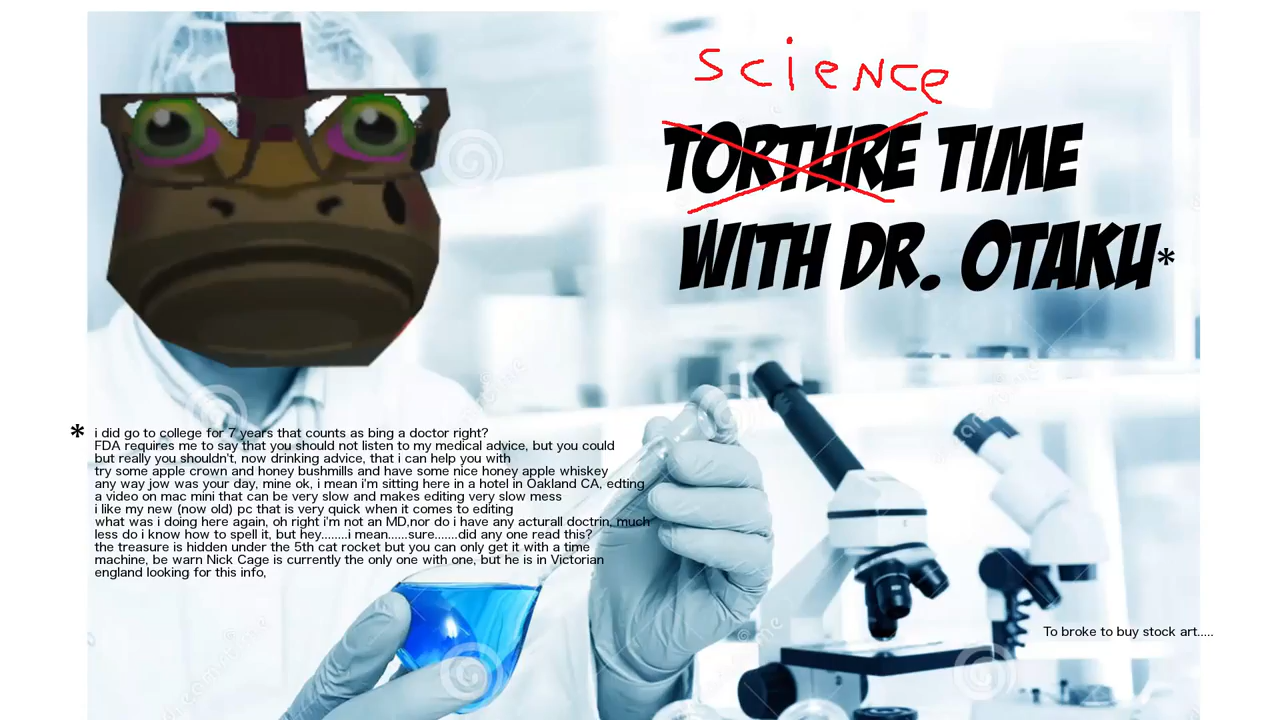 science
TORTURE TIME
WITH DR. OTAKU*
* i did go to college for 7 years that counts as bing a doctor right?
FDA requires me to say that you should not listen to my medical advice, but you could
but really you shouldn't, now drinking advice, that i can help you with
try some apple crown and honey bushmills and have some nice honey apple whiskey
any way jow was your day, mine ok, i mean i'm sitting here in a hotel in Oakland CA, edting
a video on mac mini that can be very slow and makes editing very slow mess
i like my new (now old) pc that is very quick when it comes to editing
what was i doing here again, oh right i'm not an MD,nor do i have any acturall doctrin, much
less do i know how to spell it, but hey........i mean......sure.......did any one read this?
the treasure is hidden under the 5th cat rocket but you can only get it with a time
machine, be warn Nick Cage is currently the only one with one, but he is in Victorian
england looking for this info,
To broke to buy stock art.....